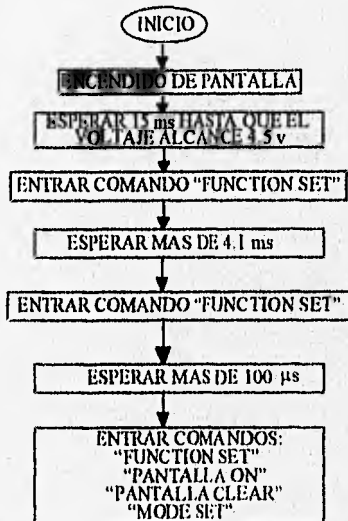 INICIO
ENCENDIDO DE PANTALLA
ESPERAR 15 ms HASTA QUE EL
VOLTAJE ALCANCE 4.5 v
ENTRAR COMANDO "FUNCTION SET"
ESPERAR MAS DE 4.1 ms
ENTRAR COMANDO "FUNCTION SET"
ESPERAR MAS DE 100 µs
ENTRAR COMANDOS:
"FUNCTION SET"
"PANTALLA ON"
"PANTALLA CLEAR"
"MODE SET"